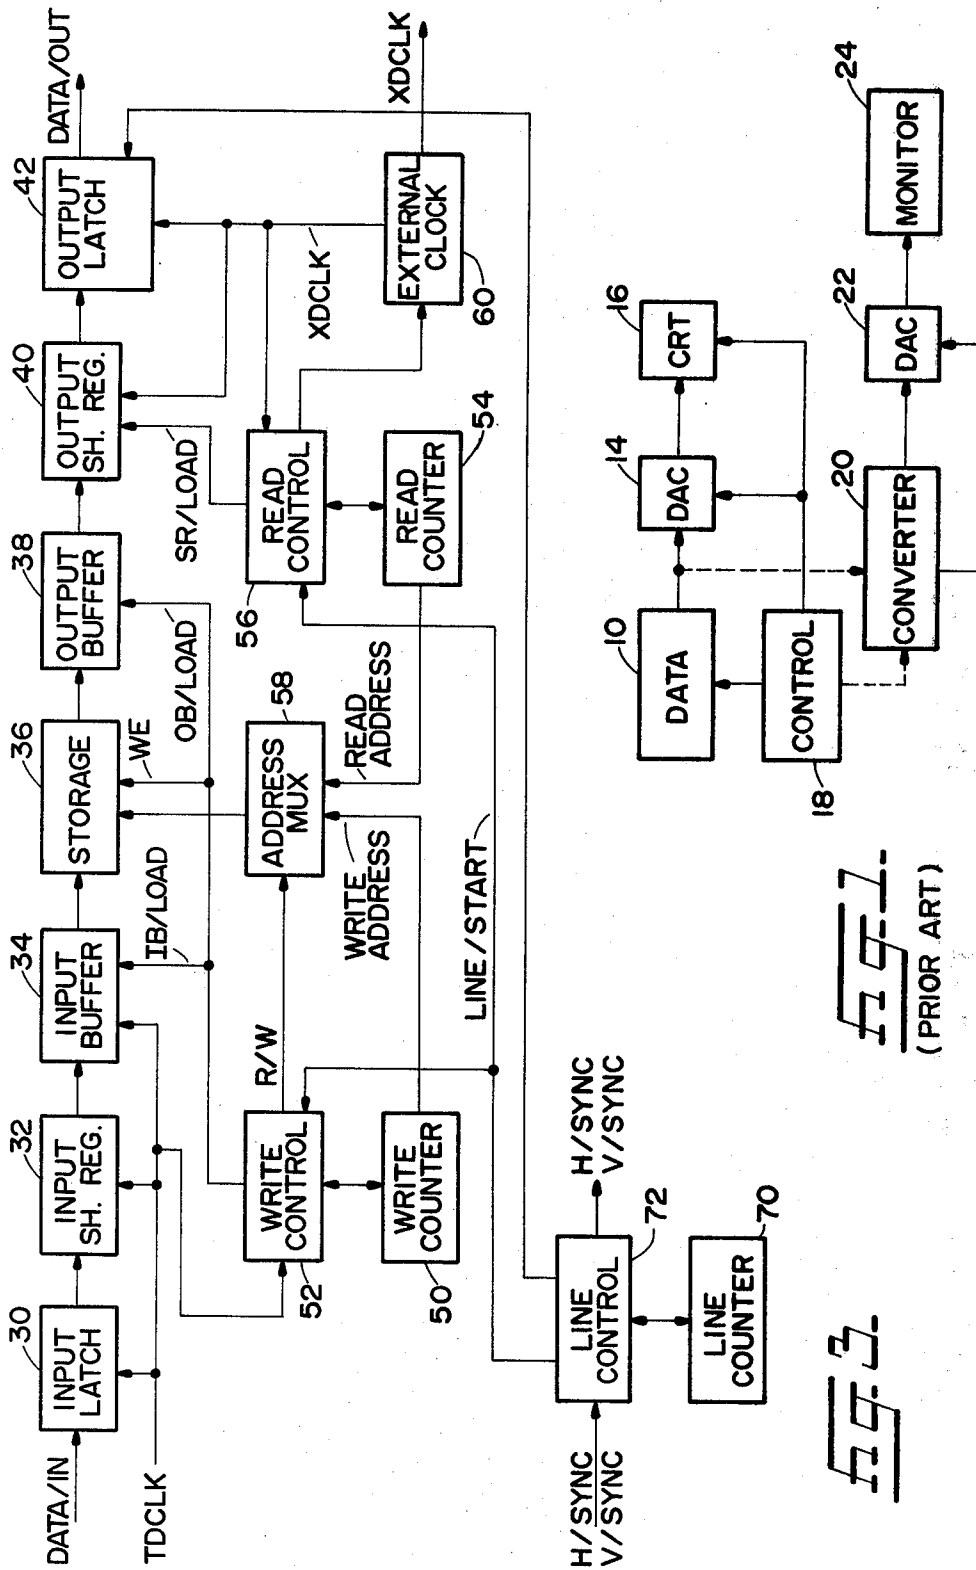 DATA/IN
TDCLK
30
INPUT
LATCH
32
INPUT
SH. REG.
34
INPUT
BUFFER
36
STORAGE
38
OUTPUT
BUFFER
40
OUTPUT
SH. REG.
42
OUTPUT
LATCH
DATA/OUT
IB/LOAD
WE
OB/LOAD
SR/LOAD
XDCLK
XDCLK
WRITE
CONTROL
52
R/W
ADDRESS
MUX
58
READ
CONTROL
56
WRITE
COUNTER
50
WRITE
ADDRESS
READ
ADDRESS
READ
COUNTER
54
EXTERNAL
CLOCK
60
LINE/START
H/SYNC
V/SYNC
LINE
CONTROL
72
H/SYNC
V/SYNC
LINE
COUNTER
70
Fig. 3.
10
DATA
14
DAC
16
CRT
CONTROL
18
CONVERTER
20
DAC
22
MONITOR
24
Fig. 1.
(PRIOR ART)